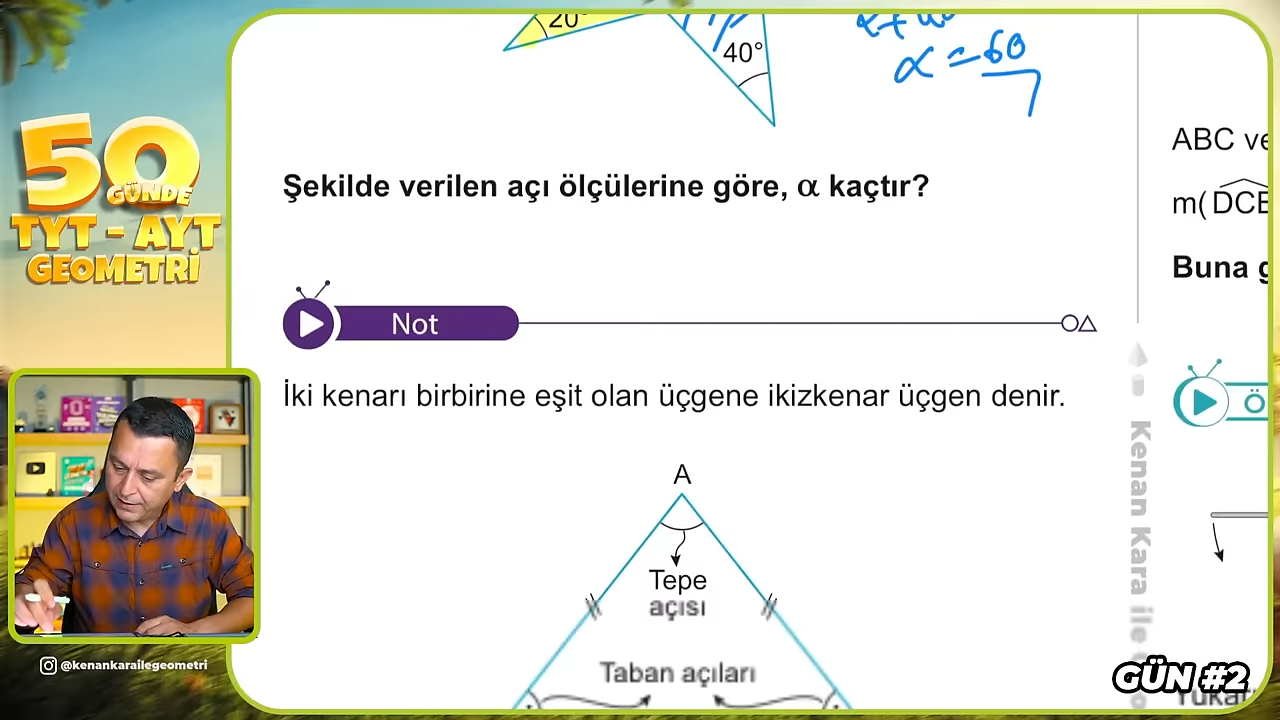 20°
40°
α = 60
50
GÜNDE
TYT - AYT
GEOMETRİ
Şekilde verilen açı ölçülerine göre, α kaçtır?
Not
İki kenarı birbirine eşit olan üçgene ikizkenar üçgen denir.
A
Tepe
açısı
Taban açıları
ABC ve
m(DCE
Buna g
Ö
Kenan Kara ile
@kenankarailegeometri
GÜN #2